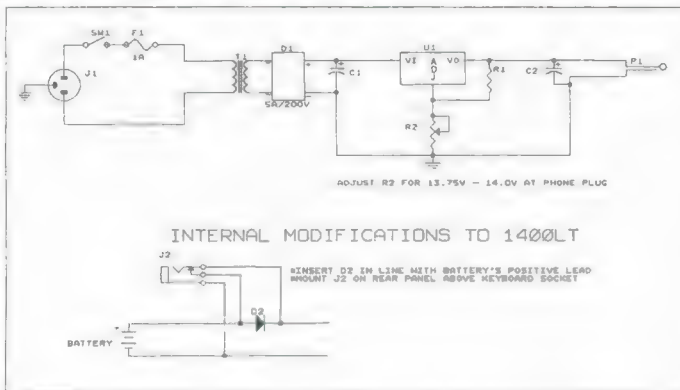 SW1 F1
1A
J1
T1
D1
5A/200V
C1
U1
VI ADJ VO
R1
R2
C2
P1
ADJUST R2 FOR 13.75V - 14.0V AT PHONE PLUG
INTERNAL MODIFICATIONS TO 1400LT
J2
*INSERT D2 IN LINE WITH BATTERY'S POSITIVE LEAD
*MOUNT J2 ON REAR PANEL ABOVE KEYBOARD SOCKET
D2
BATTERY